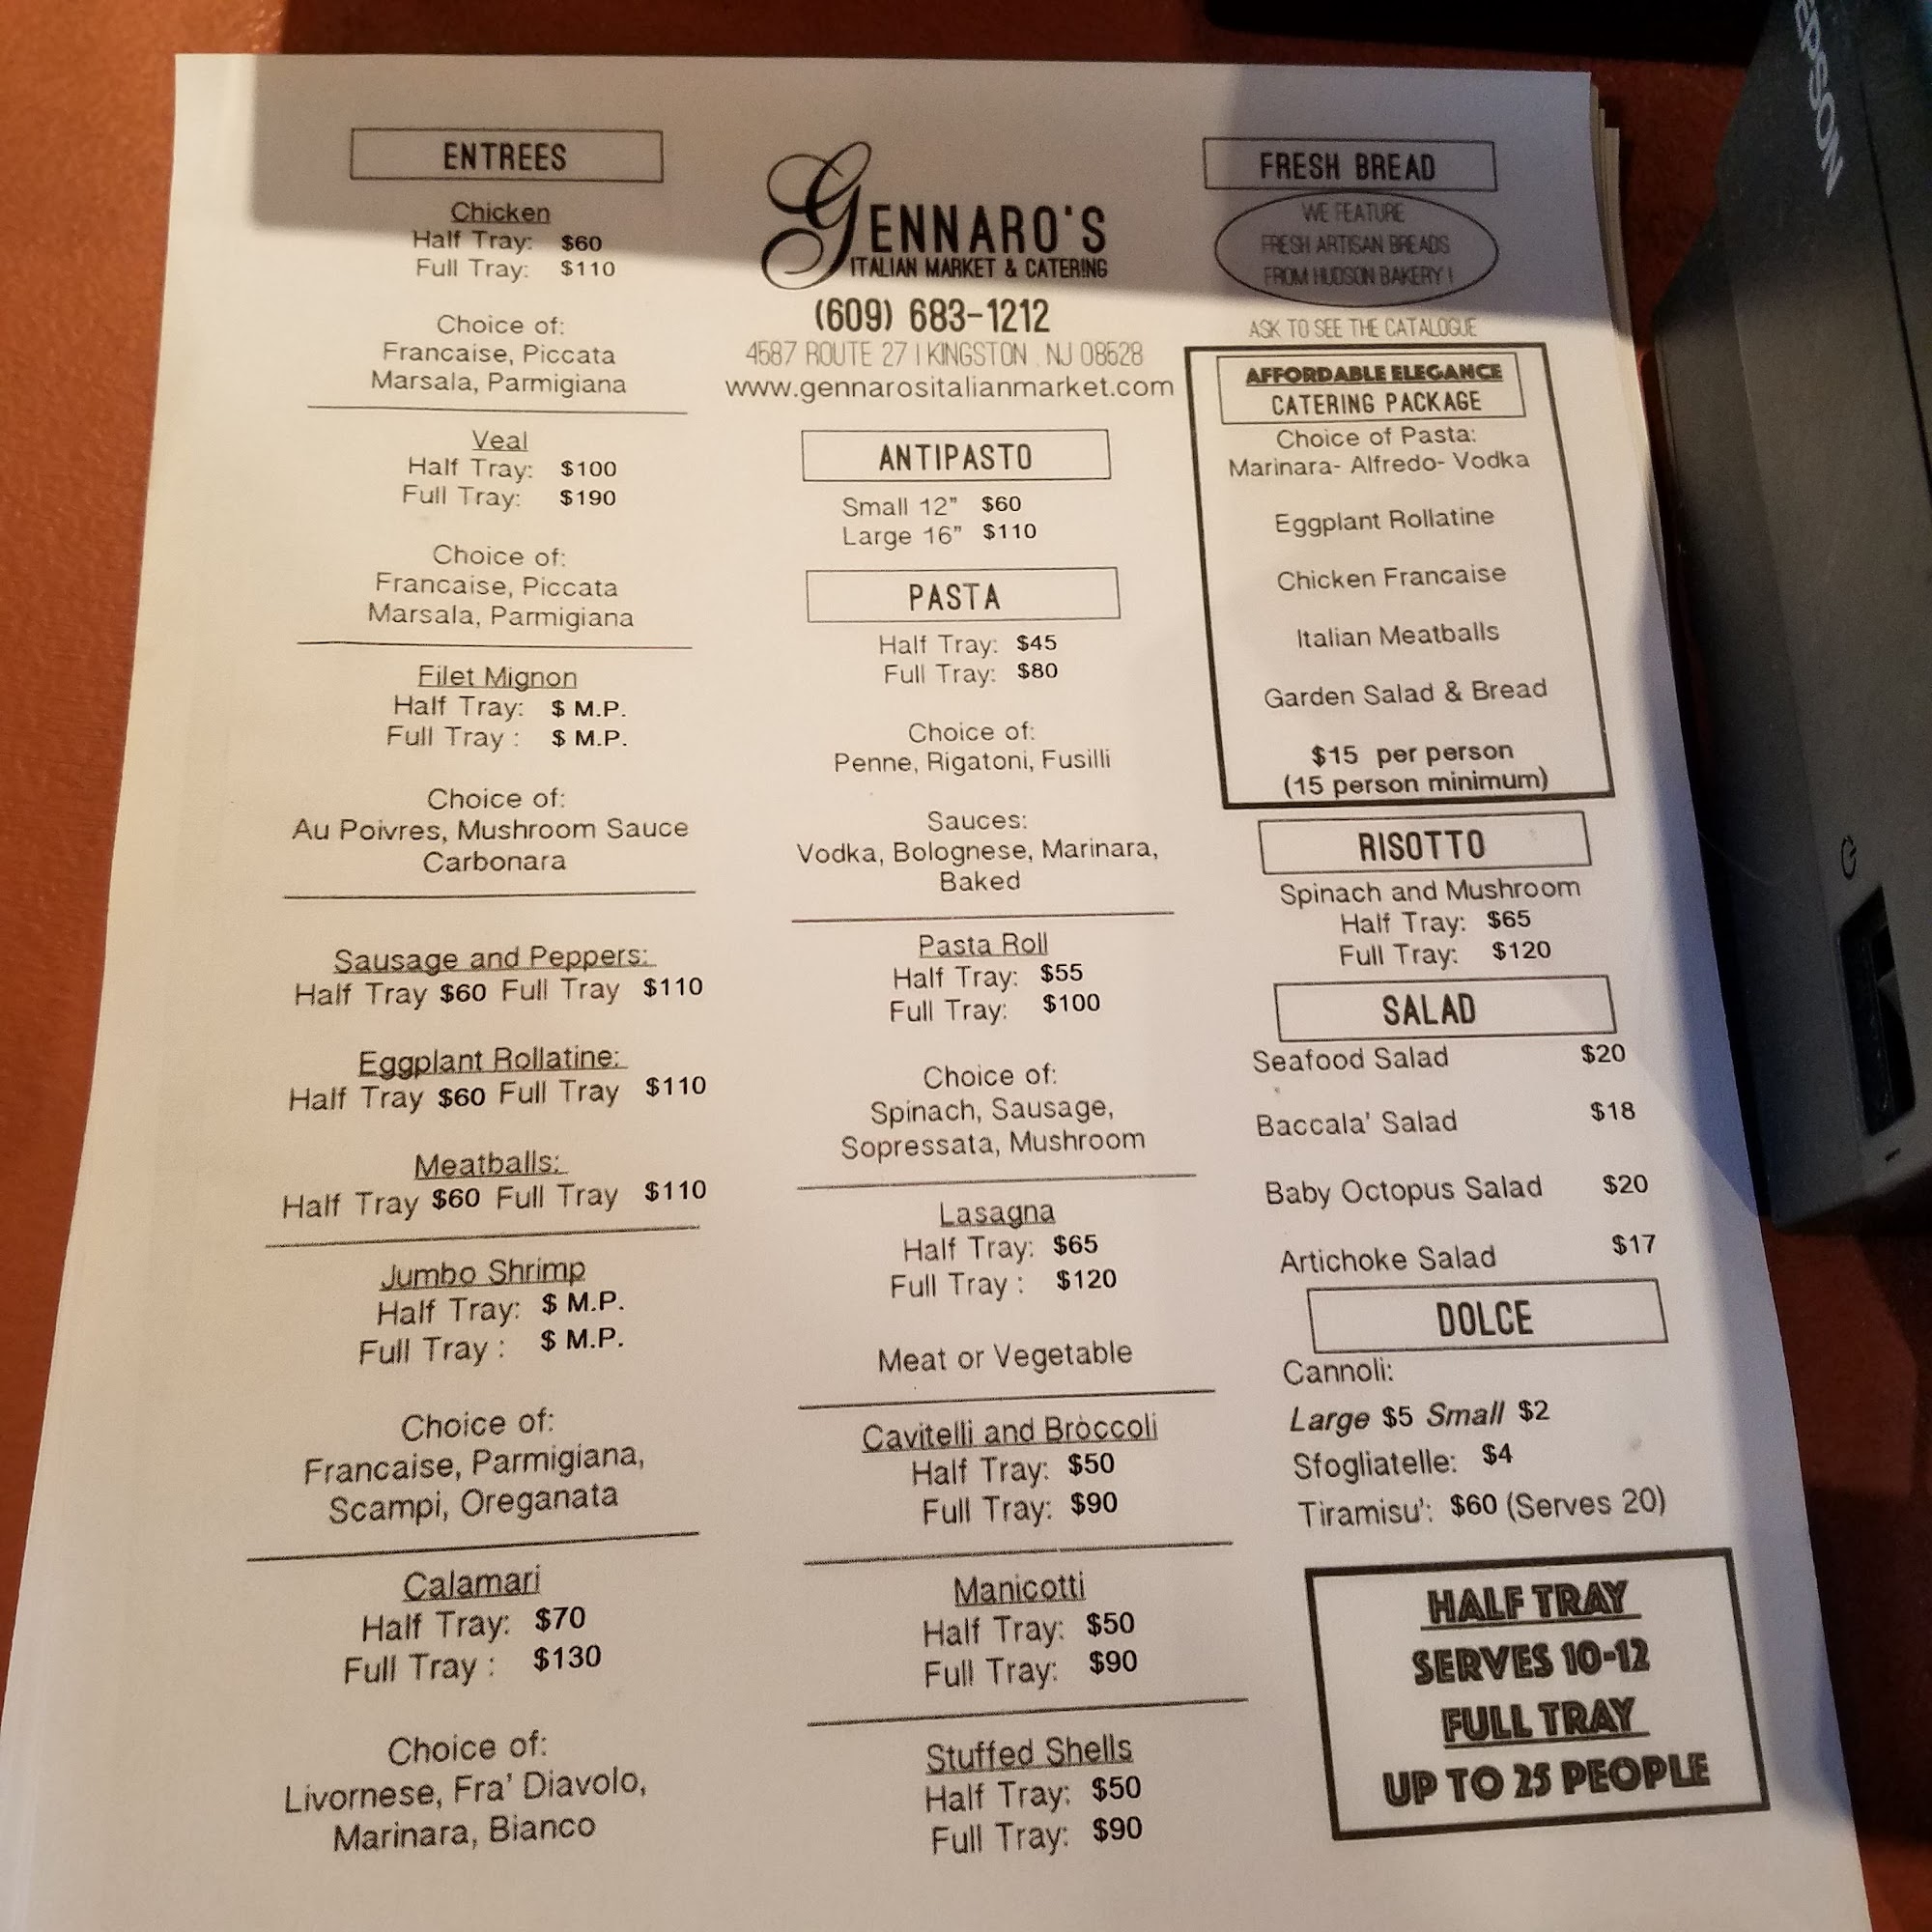 ENTREES
Chicken
Half Tray: $60
Full Tray: $110
Choice of:
Francaise, Piccata
Marsala, Parmigiana
Veal
Half Tray: $100
Full Tray: $190
Choice of:
Francaise, Piccata
Marsala, Parmigiana
Filet Mignon
Half Tray: $ M.P.
Full Tray : $ M.P.
Choice of:
Au Poivres, Mushroom Sauce
Carbonara
Sausage and Peppers:
Half Tray $60 Full Tray $110
Eggplant Rollatine:
Half Tray $60 Full Tray $110
Meatballs:
Half Tray $60 Full Tray $110
Jumbo Shrimp
Half Tray: $ M.P.
Full Tray : $ M.P.
Choice of:
Francaise, Parmigiana,
Scampi, Oreganata
Calamari
Half Tray: $70
Full Tray : $130
Choice of:
Livornese, Fra' Diavolo,
Marinara, Bianco
GENNARO'S
ITALIAN MARKET & CATERING
(609) 683-1212
4587 ROUTE 27 | KINGSTON , NJ 08528
www.gennarositalianmarket.com
ANTIPASTO
Small 12" $60
Large 16" $110
PASTA
Half Tray: $45
Full Tray: $80
Choice of:
Penne, Rigatoni, Fusilli
Sauces:
Vodka, Bolognese, Marinara,
Baked
Pasta Roll
Half Tray: $55
Full Tray: $100
Choice of:
Spinach, Sausage,
Sopressata, Mushroom
Lasagna
Half Tray: $65
Full Tray : $120
Meat or Vegetable
Cavitelli and Broccoli
Half Tray: $50
Full Tray: $90
Manicotti
Half Tray: $50
Full Tray: $90
Stuffed Shells
Half Tray: $50
Full Tray: $90
FRESH BREAD
WE FEATURE
FRESH ARTISAN BREADS
FROM HUDSON BAKERY !
ASK TO SEE THE CATALOGUE
AFFORDABLE ELEGANCE
CATERING PACKAGE
Choice of Pasta:
Marinara- Alfredo- Vodka
Eggplant Rollatine
Chicken Francaise
Italian Meatballs
Garden Salad & Bread
$15 per person
(15 person minimum)
RISOTTO
Spinach and Mushroom
Half Tray: $65
Full Tray: $120
SALAD
Seafood Salad $20
Baccala' Salad $18
Baby Octopus Salad $20
Artichoke Salad $17
DOLCE
Cannoli:
Large $5 Small $2
Sfogliatelle: $4
Tiramisu': $60 (Serves 20)
HALF TRAY
SERVES 10-12
FULL TRAY
UP TO 25 PEOPLE
EPSON